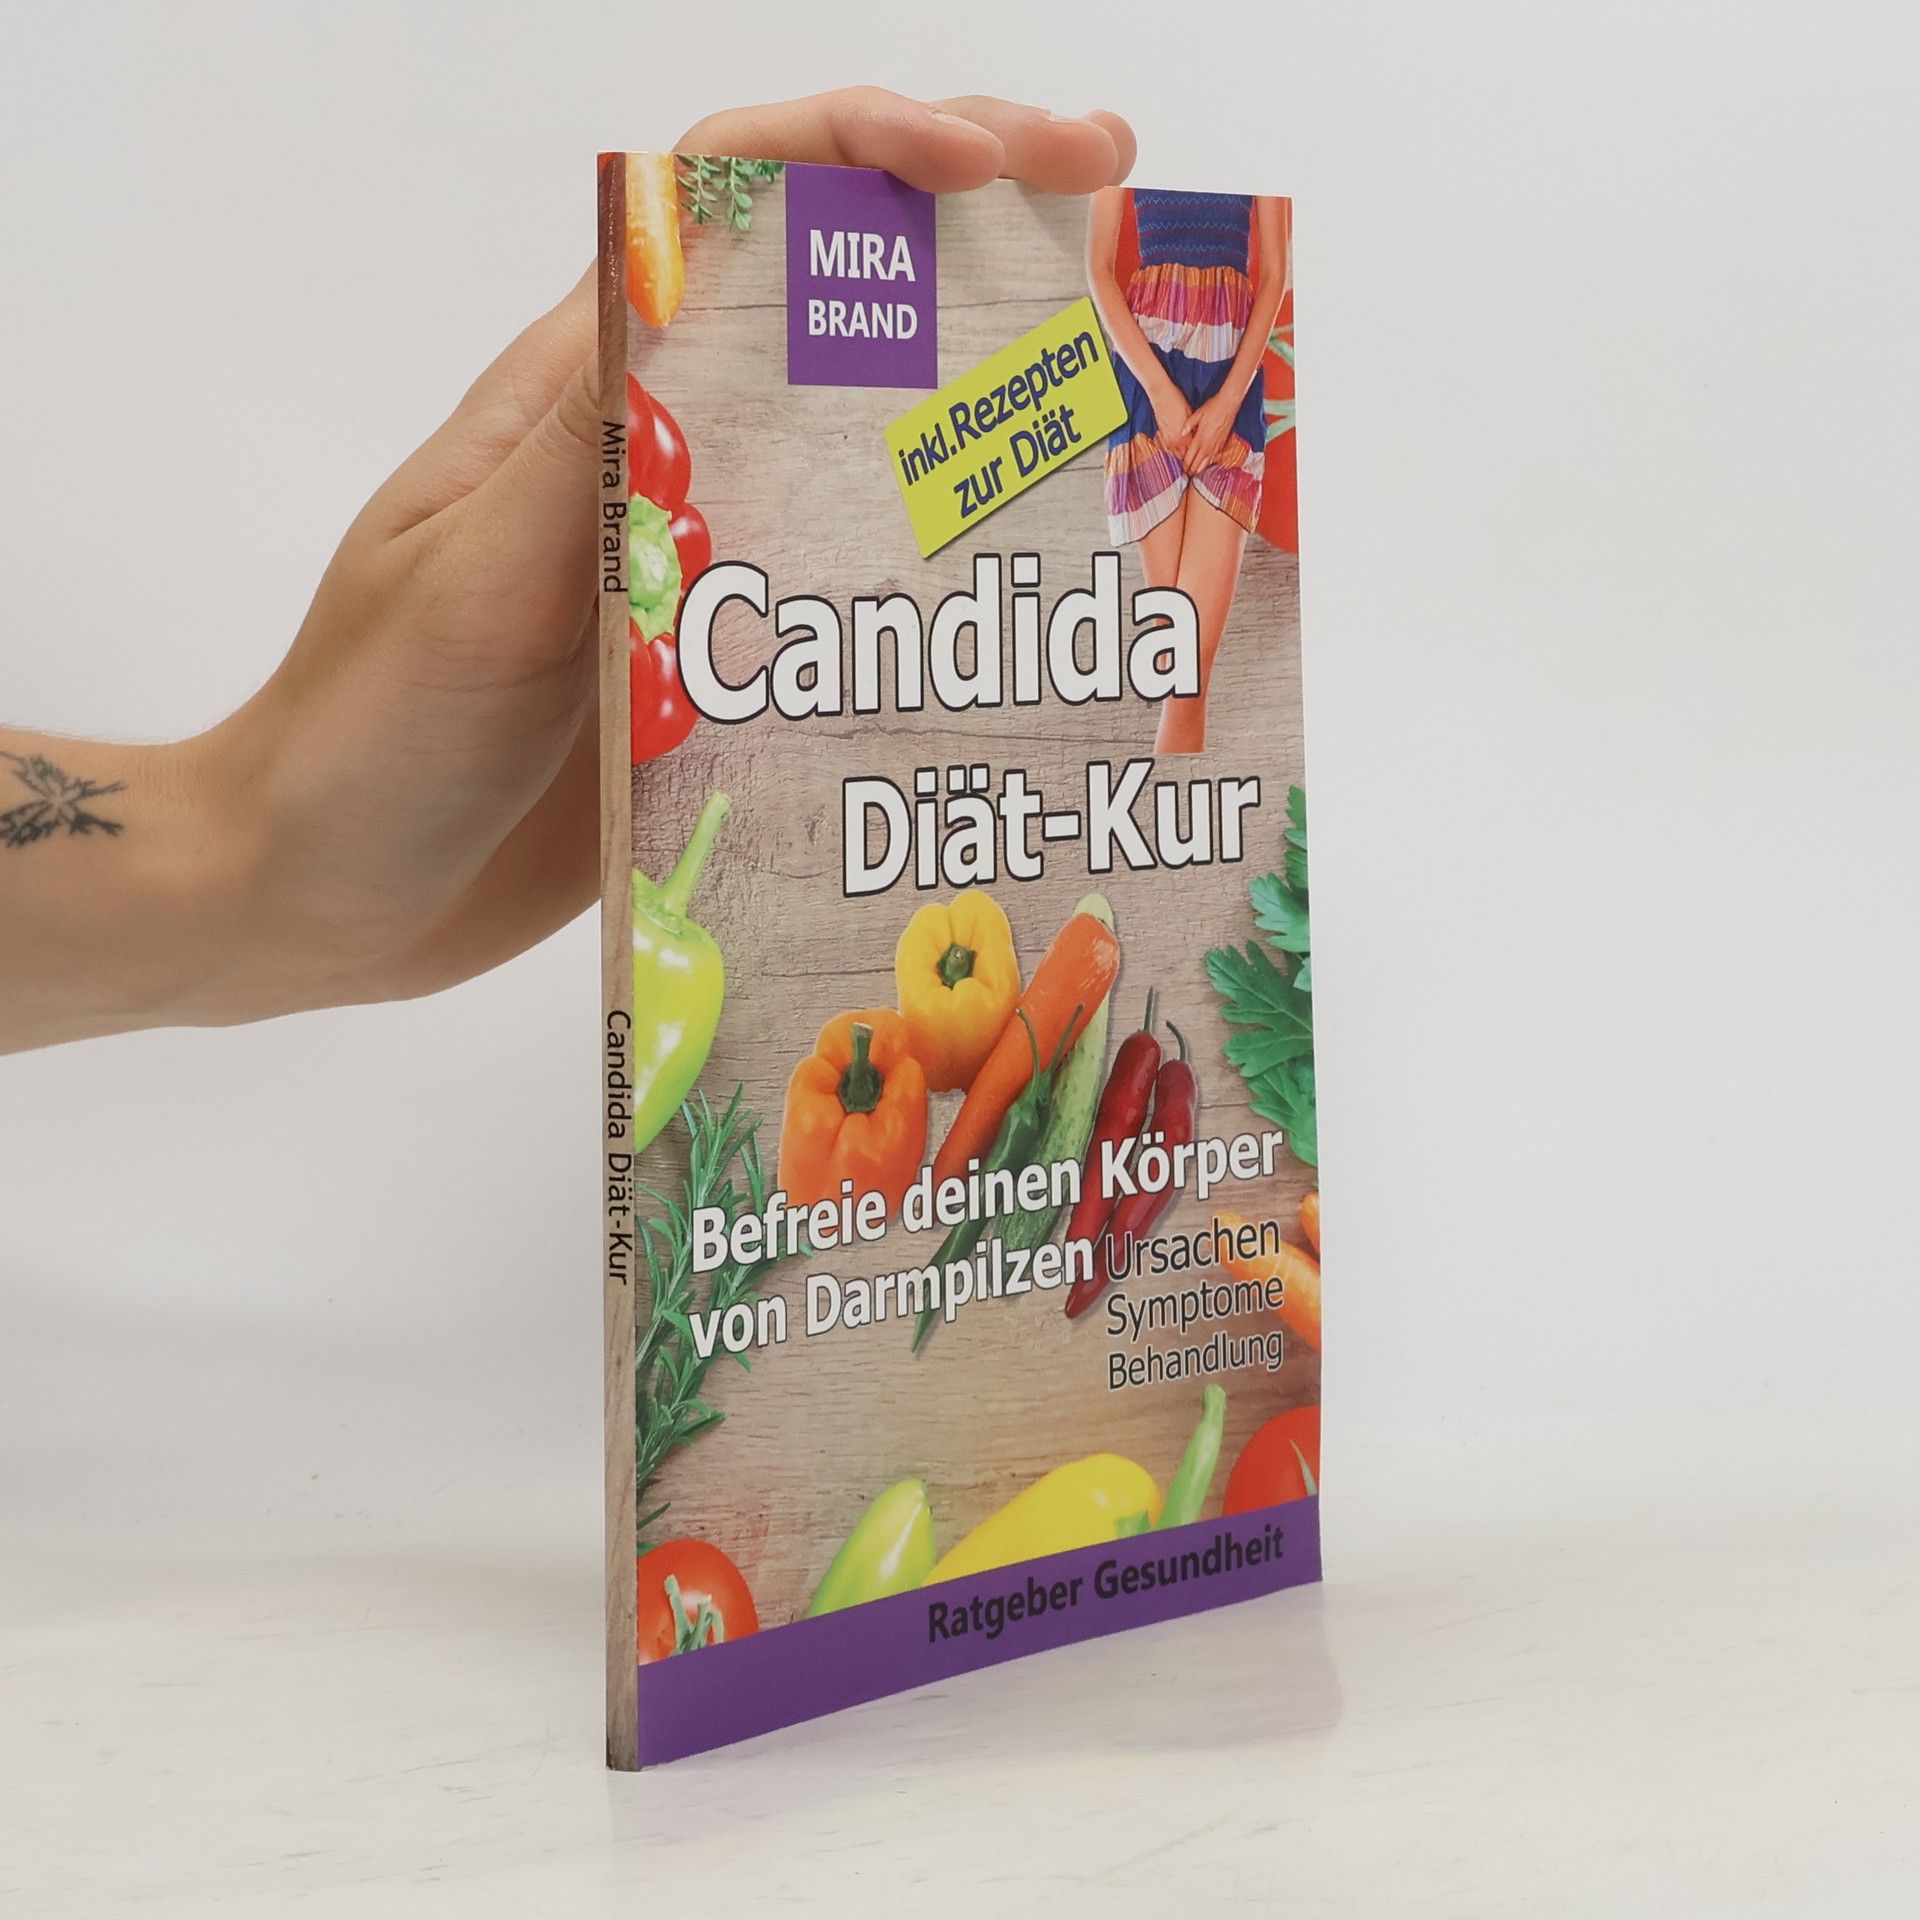 MIRA
BRAND
inkl.Rezepten
zur Diät
Candida
Diät-Kur
Befreie deinen Körper
von Darmpilzen
Ursachen
Symptome
Behandlung
Ratgeber Gesundheit
Mira Brand
Candida Diät-Kur